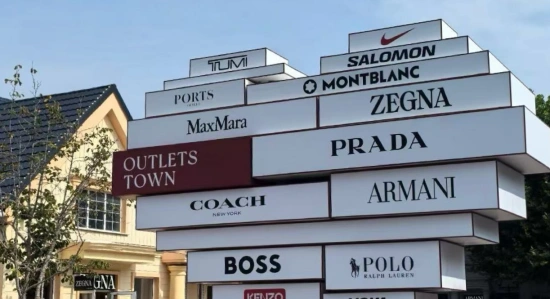 TUMI
SALOMON
MONTBLANC
PORTS
ZEGNA
MaxMara
PRADA
OUTLETS
TOWN
COACH
NEW YORK
ARMANI
BOSS
POLO
RALPH LAUREN
ZEGNA
GNA
KENZO